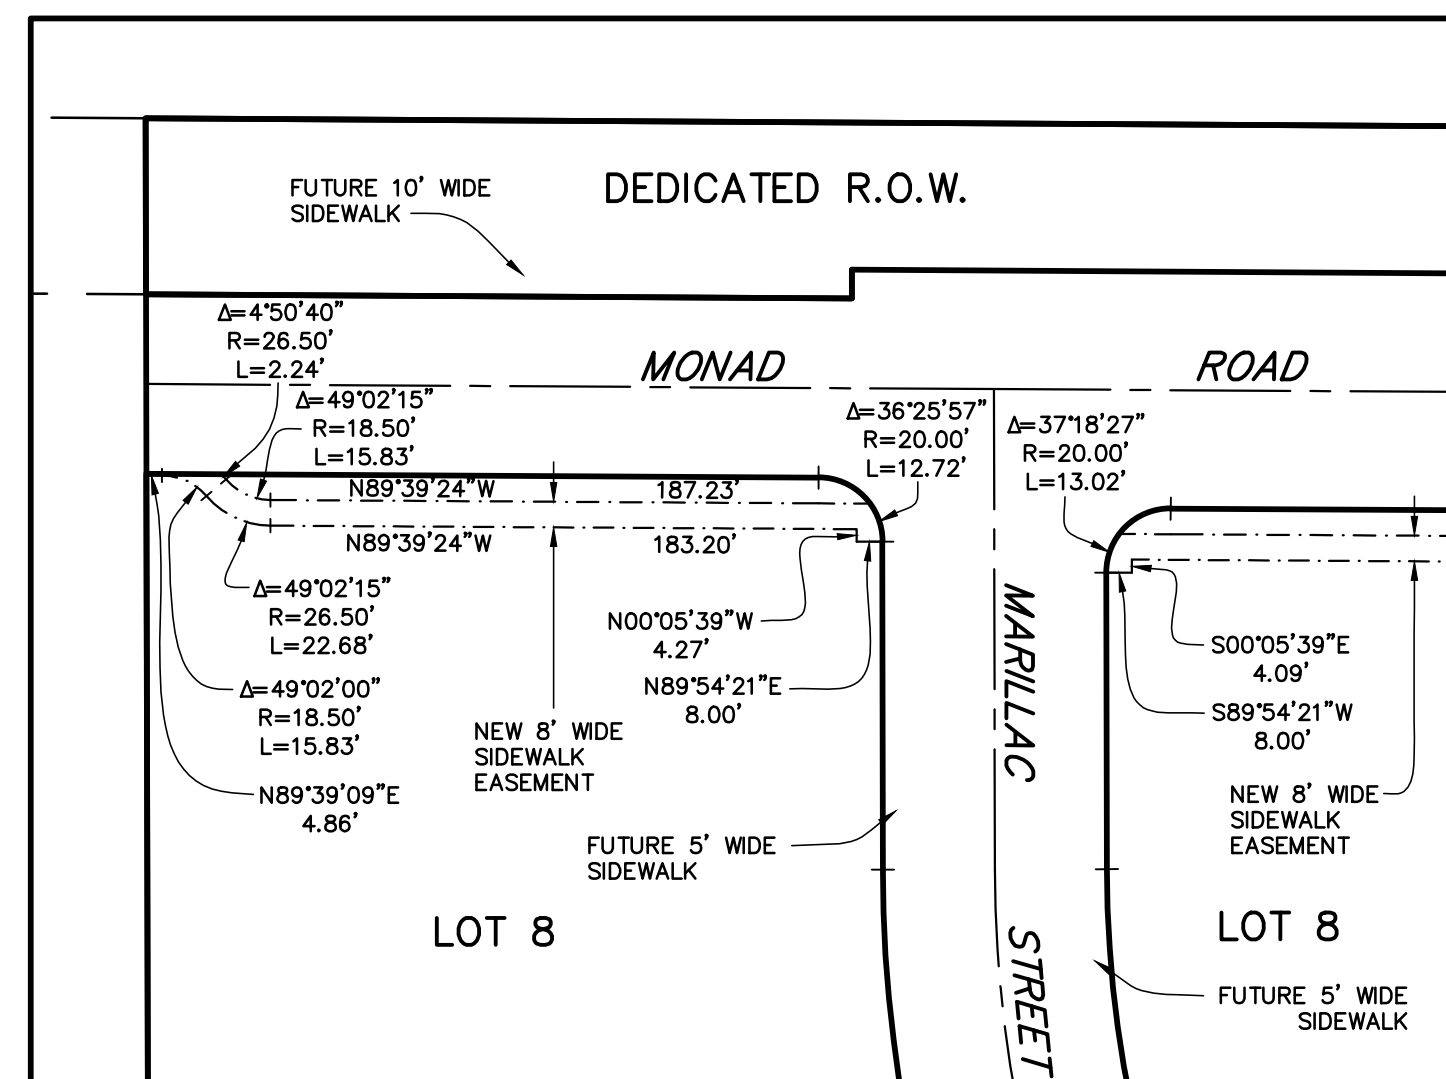 DEDICATED R.O.W.
FUTURE 10' WIDE
SIDEWALK
Δ=4°50'40"
R=26.50'
L=2.24'
MONAD
ROAD
Δ=49°02'15"
R=18.50'
L=15.83'
Δ=36°25'57"
R=20.00'
L=12.72'
Δ=37°18'27"
R=20.00'
L=13.02'
N89°39'24"W
187.23'
N89°39'24"W
183.20'
Δ=49°02'15"
R=26.50'
L=22.68'
N00°05'39"W
4.27'
MARILLAC
STREET
S00°05'39"E
4.09'
Δ=49°02'00"
R=18.50'
L=15.83'
N89°54'21"E
8.00'
S89°54'21"W
8.00'
NEW 8' WIDE
SIDEWALK
EASEMENT
N89°39'09"E
4.86'
NEW 8' WIDE
SIDEWALK
EASEMENT
FUTURE 5' WIDE
SIDEWALK
LOT 8
LOT 8
FUTURE 5' WIDE
SIDEWALK